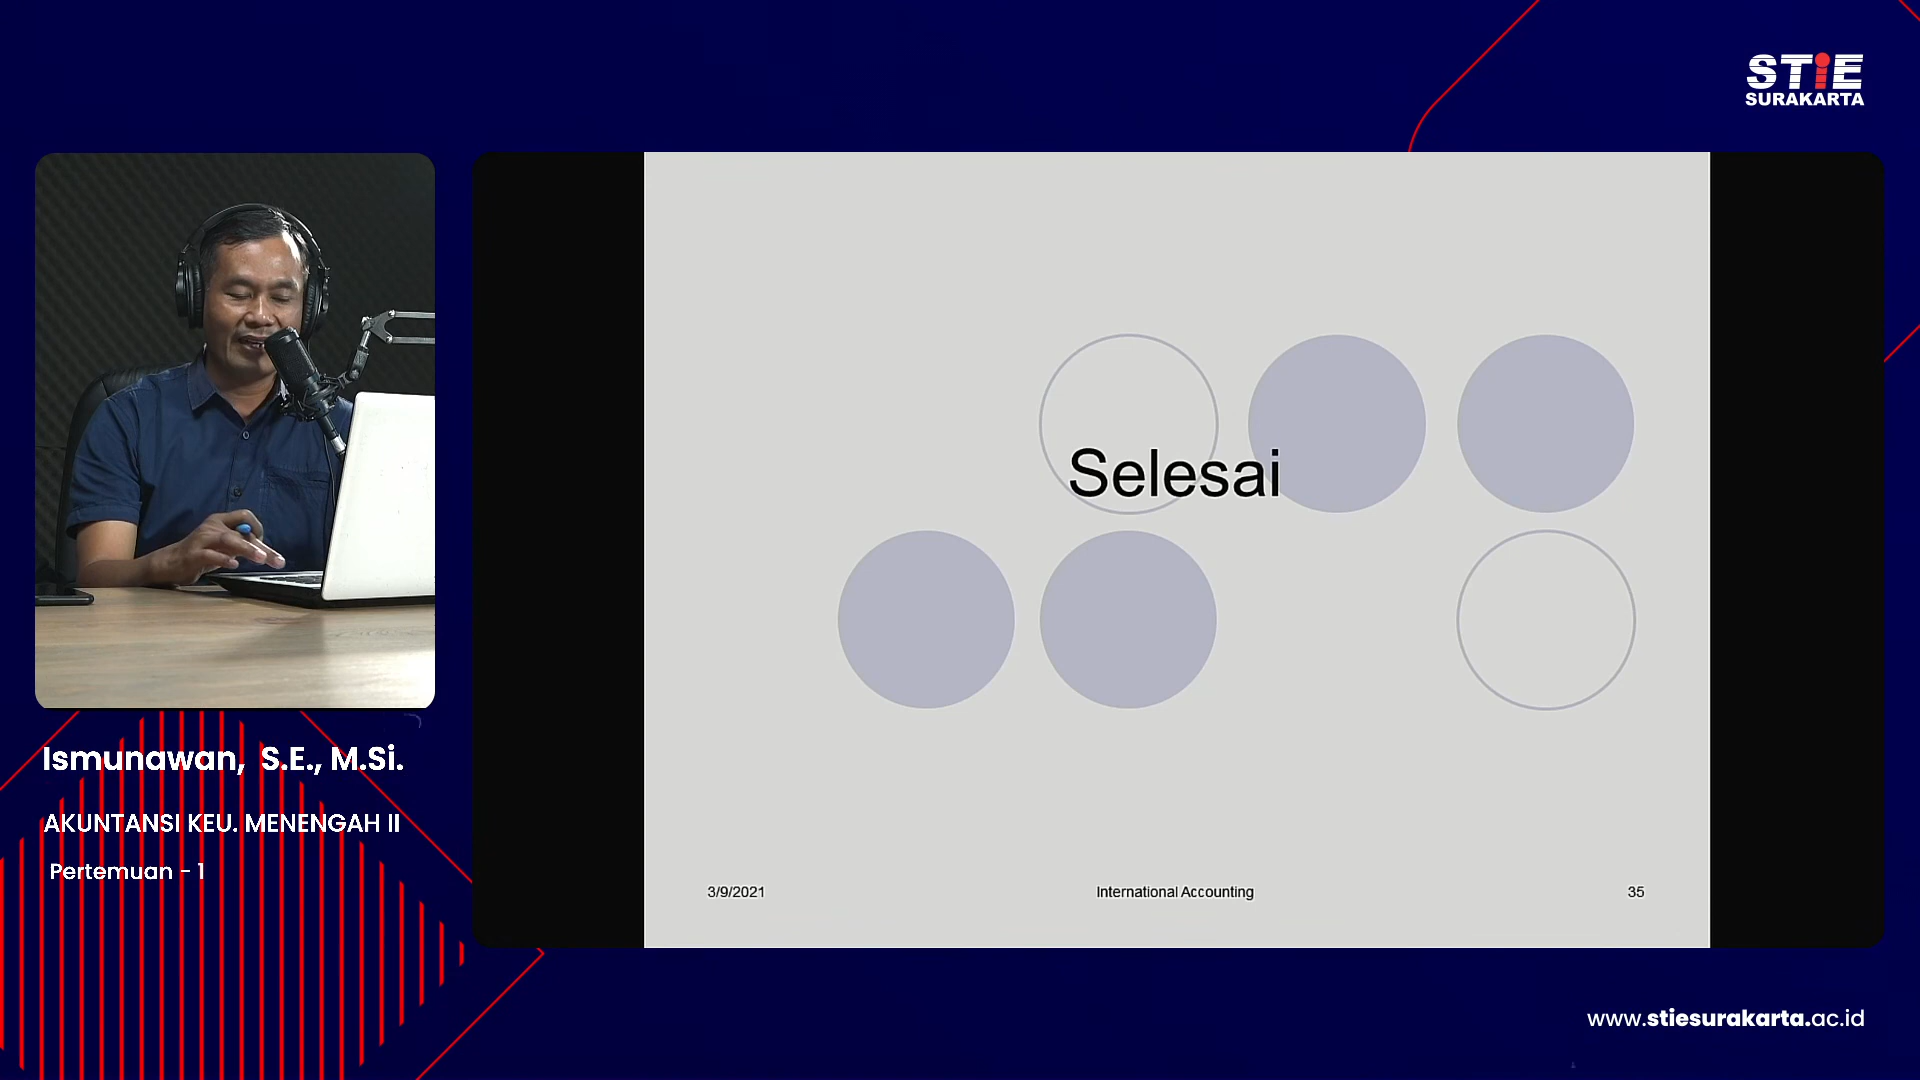 STiE
SURAKARTA
Selesai
Ismunawan, S.E., M.Si.
AKUNTANSI KEU. MENENGAH II
Pertemuan - 1
3/9/2021
International Accounting
35
www.stiesurakarta.ac.id